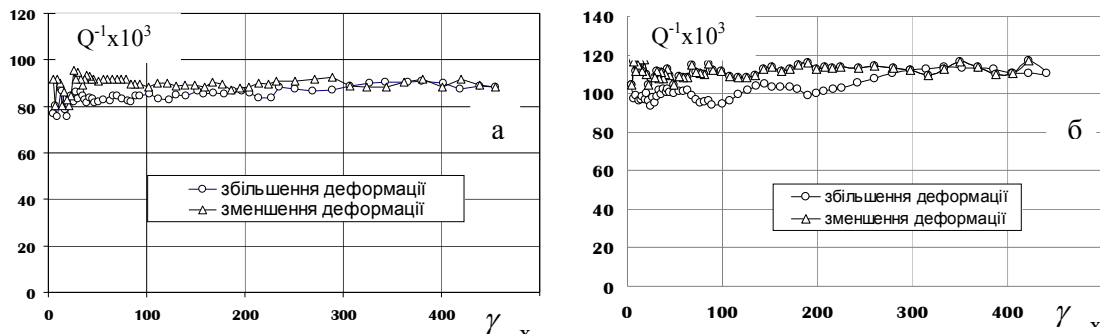 120
100
80
60
40
20
0
Q⁻¹x10³
а
збільшення деформації
зменшення деформації
0 100 200 300 400
γ x
140
120
100
80
60
40
20
0
Q⁻¹x10³
б
збільшення деформації
зменшення деформації
0 100 200 300 400
γ x